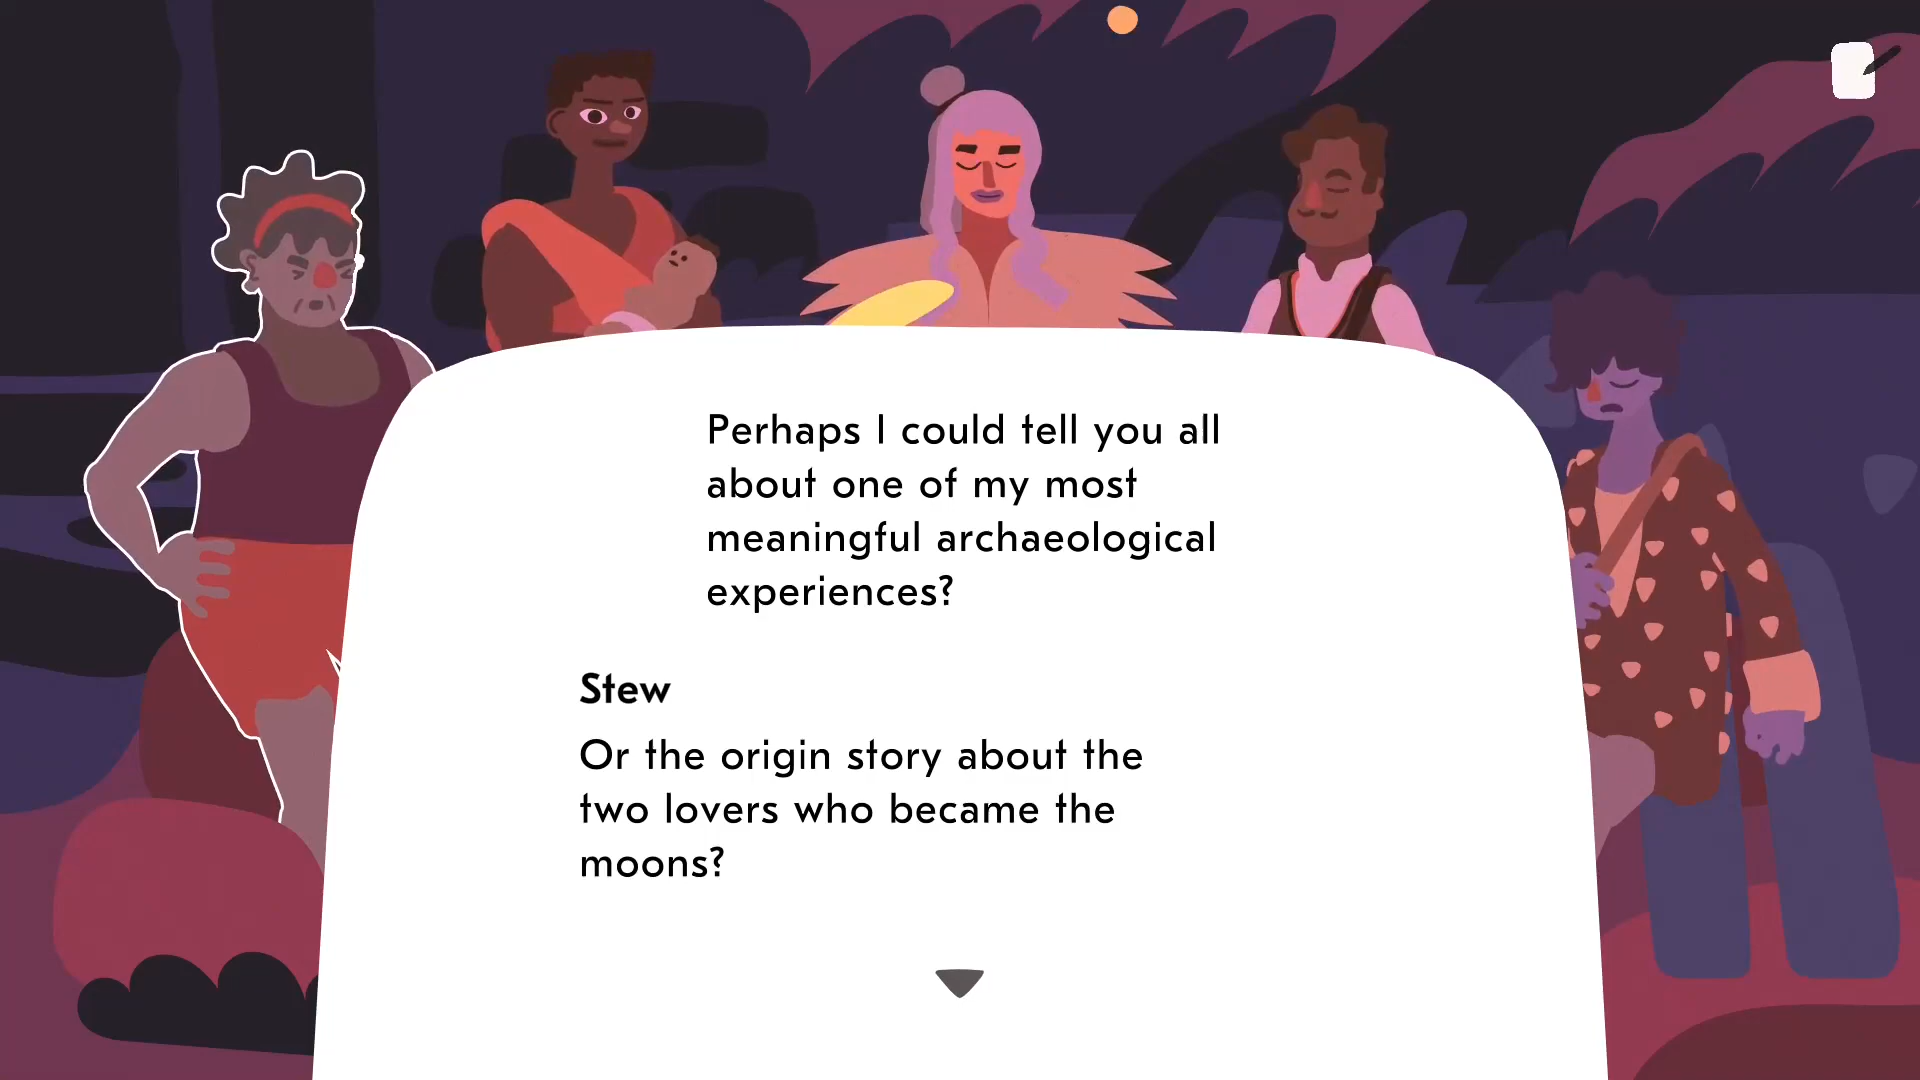 Perhaps I could tell you all
about one of my most
meaningful archaeological
experiences?
Stew
Or the origin story about the
two lovers who became the
moons?